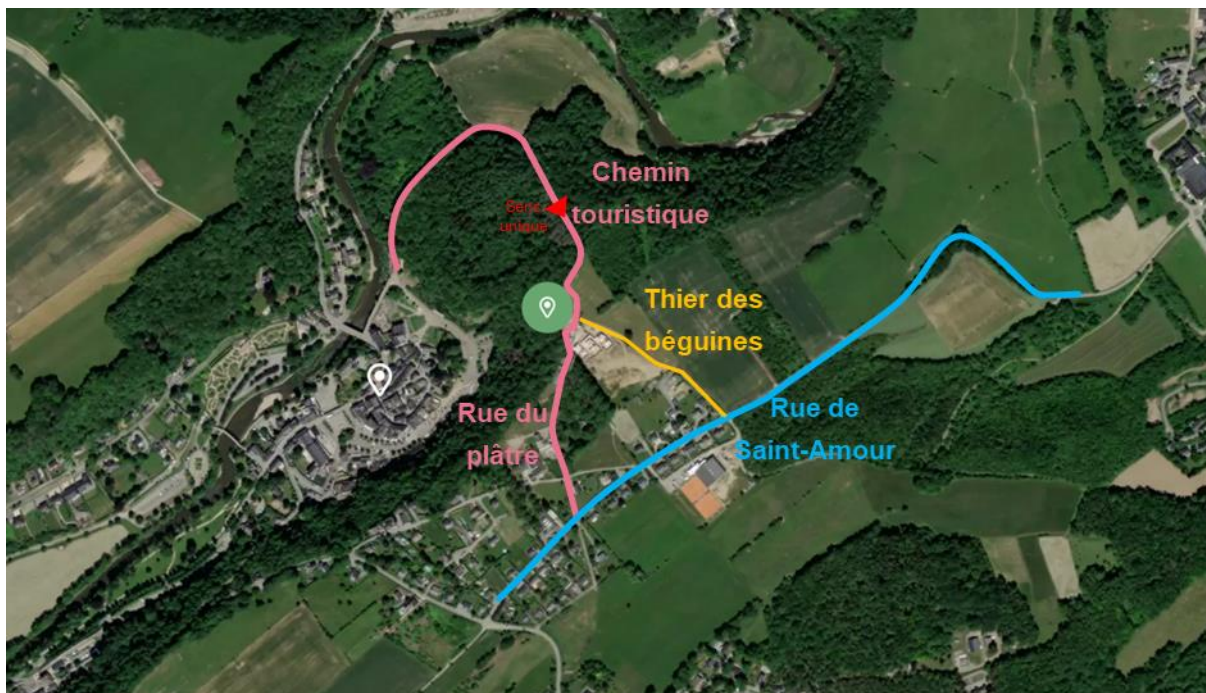 Chemin
touristique
Sens
unique
Thier des
béguines
Rue du
plâtre
Rue de
Saint-Amour